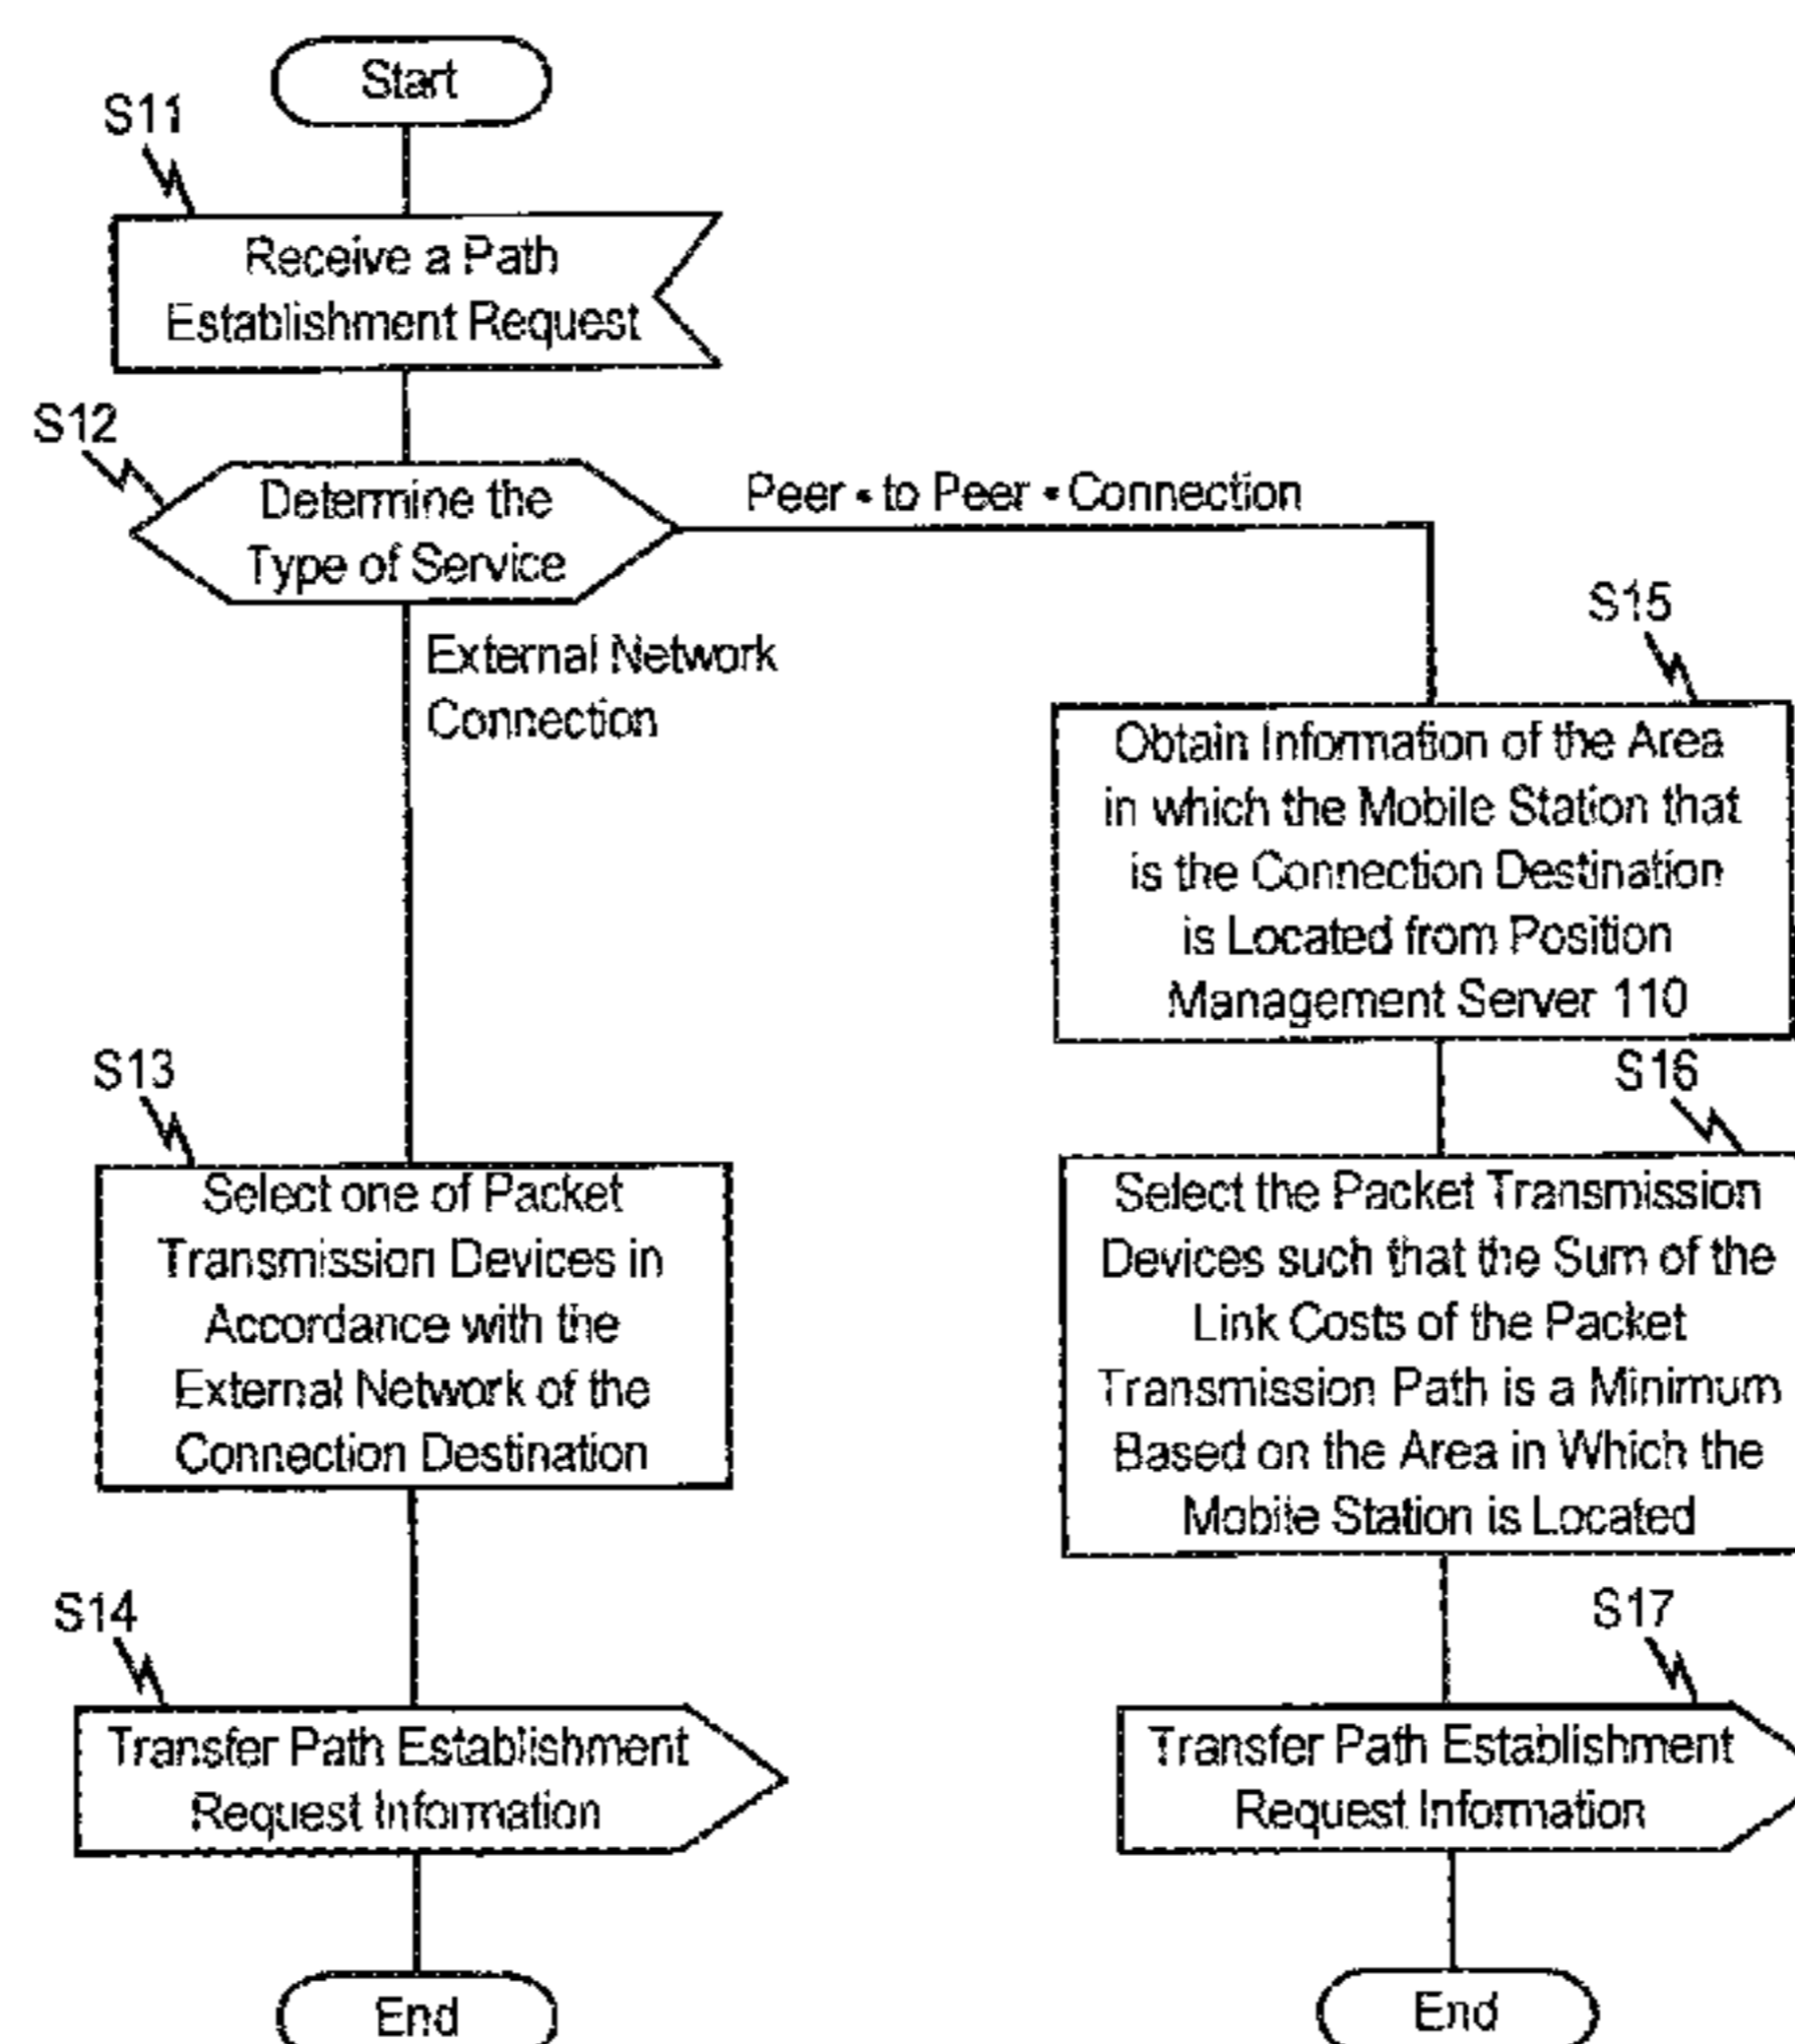 Start
S11
Receive a Path
Establishment Request
S12
Determine the
Type of Service
Peer • to Peer • Connection
External Network
Connection
S15
Obtain Information of the Area
in which the Mobile Station that
is the Connection Destination
is Located from Position
Management Server 110
S13
Select one of Packet
Transmission Devices in
Accordance with the
External Network of the
Connection Destination
S16
Select the Packet Transmission
Devices such that the Sum of the
Link Costs of the Packet
Transmission Path is a Minimum
Based on the Area in Which the
Mobile Station is Located
S14
Transfer Path Establishment
Request Information
S17
Transfer Path Establishment
Request Information
End
End